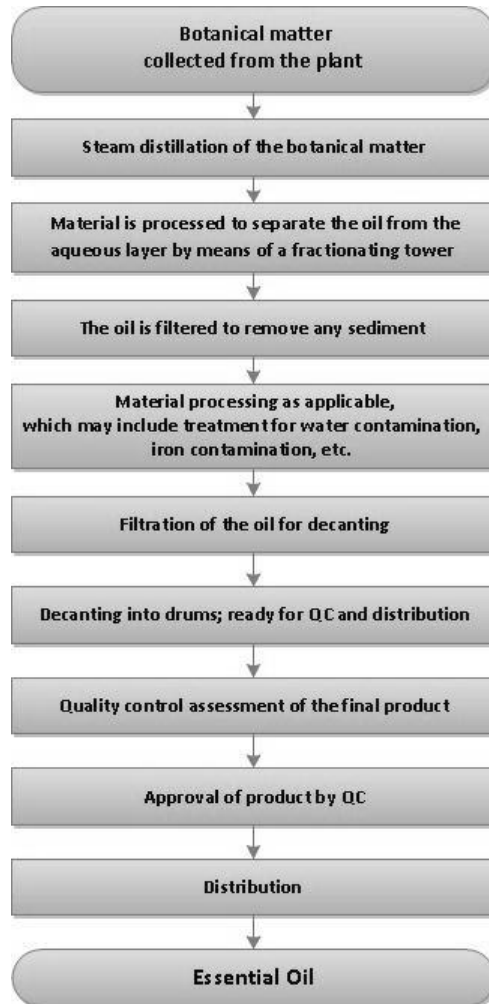 Botanical matter
collected from the plant
Steam distillation of the botanical matter
Material is processed to separate the oil from the
aqueous layer by means of a fractionating tower
The oil is filtered to remove any sediment
Material processing as applicable,
which may include treatment for water contamination,
iron contamination, etc.
Filtration of the oil for decanting
Decanting into drums; ready for QC and distribution
Quality control assessment of the final product
Approval of product by QC
Distribution
Essential Oil